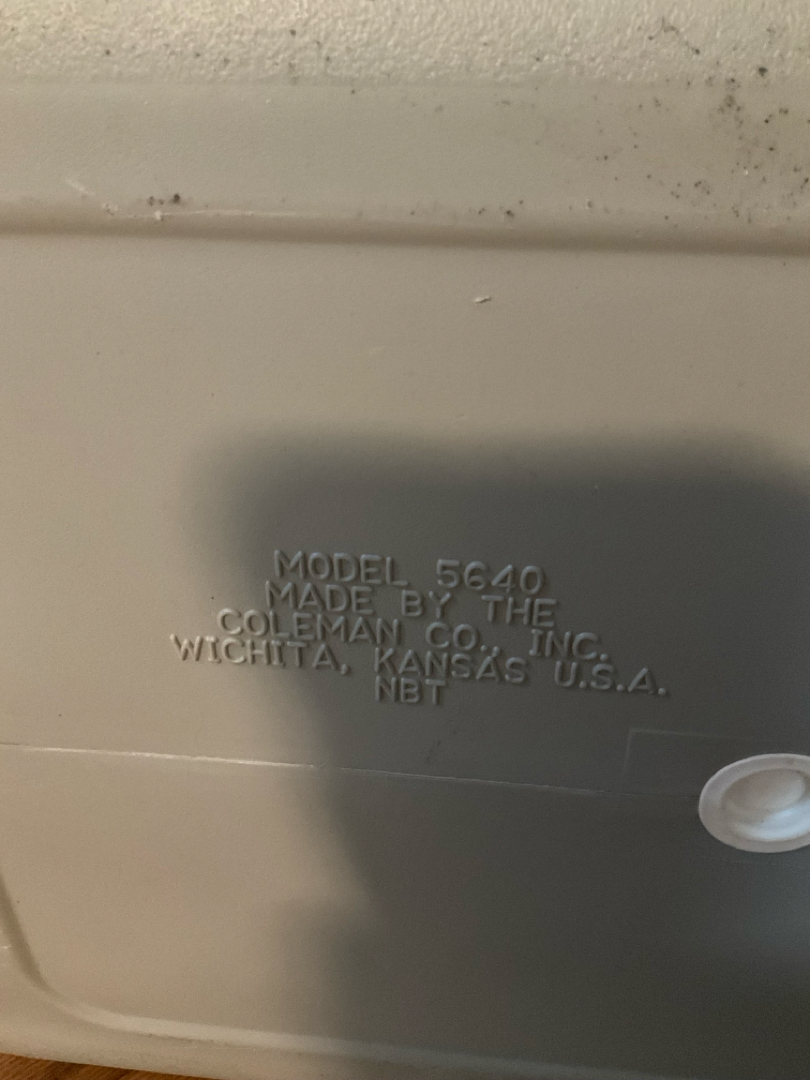 MODEL 5640
MADE BY THE
COLEMAN CO., INC.
WICHITA, KANSAS U.S.A.
NBT